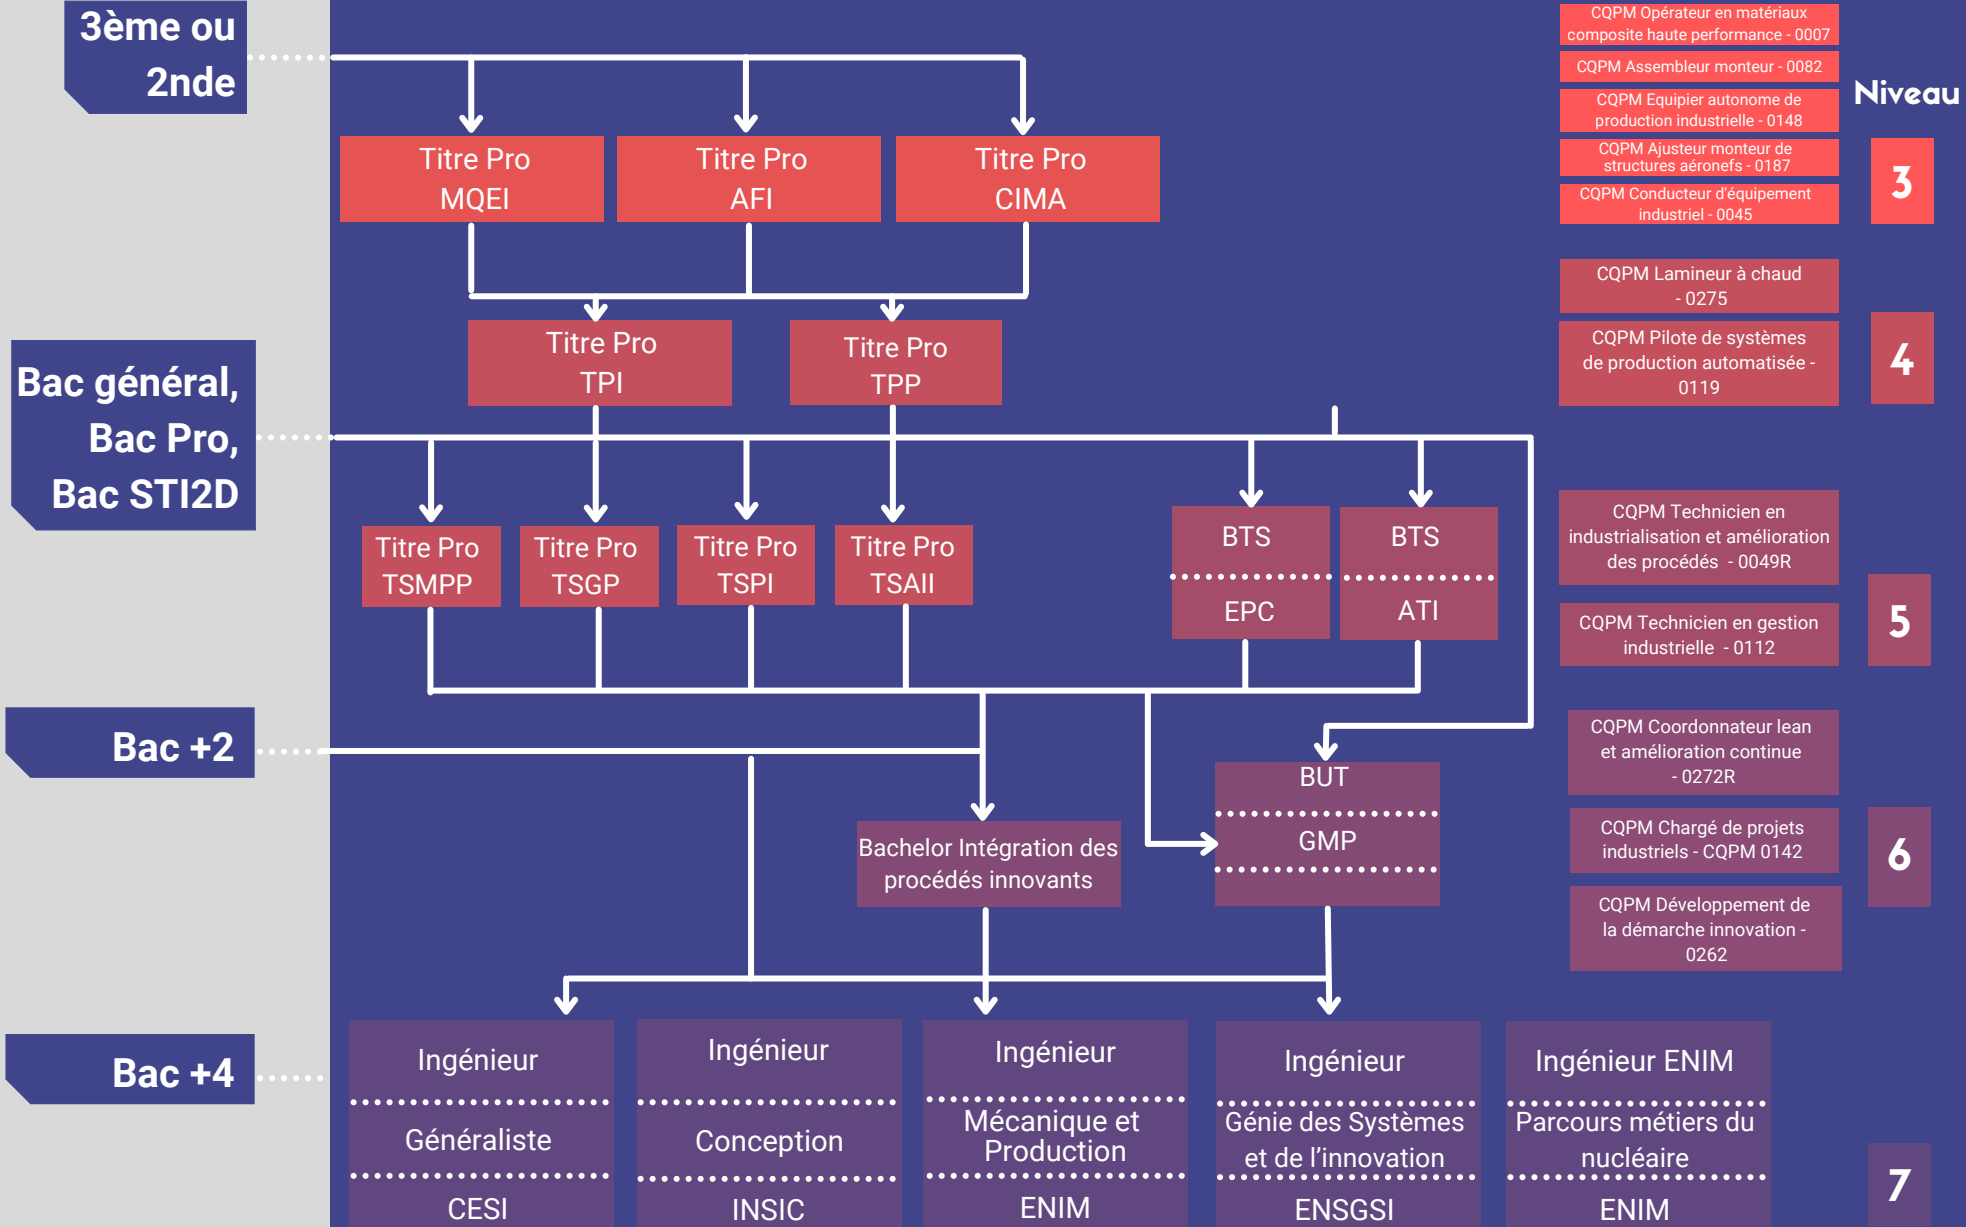 3ème ou
2nde
Titre Pro
MQEI
Titre Pro
AFI
Titre Pro
CIMA
CQPM Opérateur en matériaux
composite haute performance - 0007
CQPM Assembleur monteur - 0082
CQPM Equipier autonome de
production industrielle - 0148
CQPM Ajusteur monteur de
structures aéronefs - 0187
CQPM Conducteur d'équipement
industriel - 0045
Niveau
3
Bac général,
Bac Pro,
Bac STI2D
Titre Pro
TPI
Titre Pro
TPP
CQPM Lamineur à chaud
- 0275
CQPM Pilote de systèmes
de production automatisée -
0119
4
Titre Pro
TSMPP
Titre Pro
TSGP
Titre Pro
TSPI
Titre Pro
TSAII
BTS
EPC
BTS
ATI
CQPM Technicien en
industrialisation et amélioration
des procédés - 0049R
CQPM Technicien en gestion
industrielle - 0112
5
Bac +2
Bachelor Intégration des
procédés innovants
BUT
GMP
CQPM Coordonnateur lean
et amélioration continue
- 0272R
CQPM Chargé de projets
industriels - CQPM 0142
CQPM Développement de
la démarche innovation -
0262
6
Bac +4
Ingénieur
Généraliste
CESI
Ingénieur
Conception
INSIC
Ingénieur
Mécanique et
Production
ENIM
Ingénieur
Génie des Systèmes
et de l'innovation
ENSGSI
Ingénieur ENIM
Parcours métiers du
nucléaire
ENIM
7